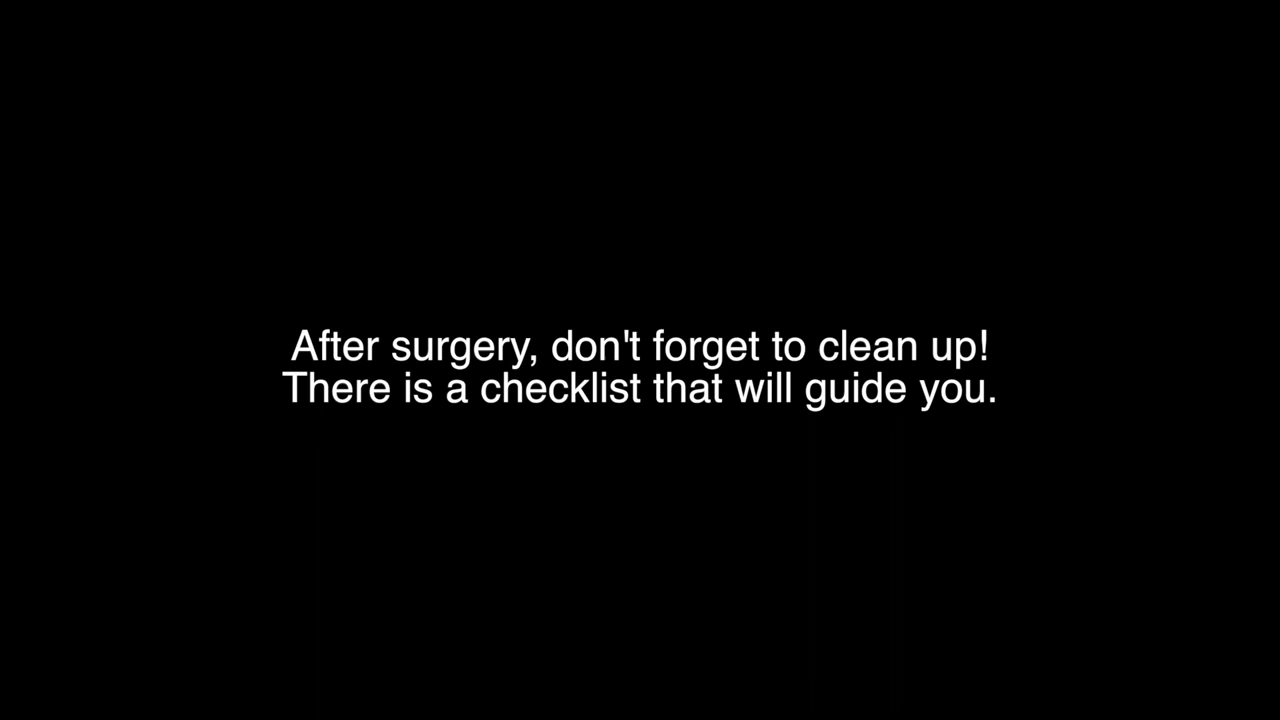 After surgery, don't forget to clean up!
There is a checklist that will guide you.